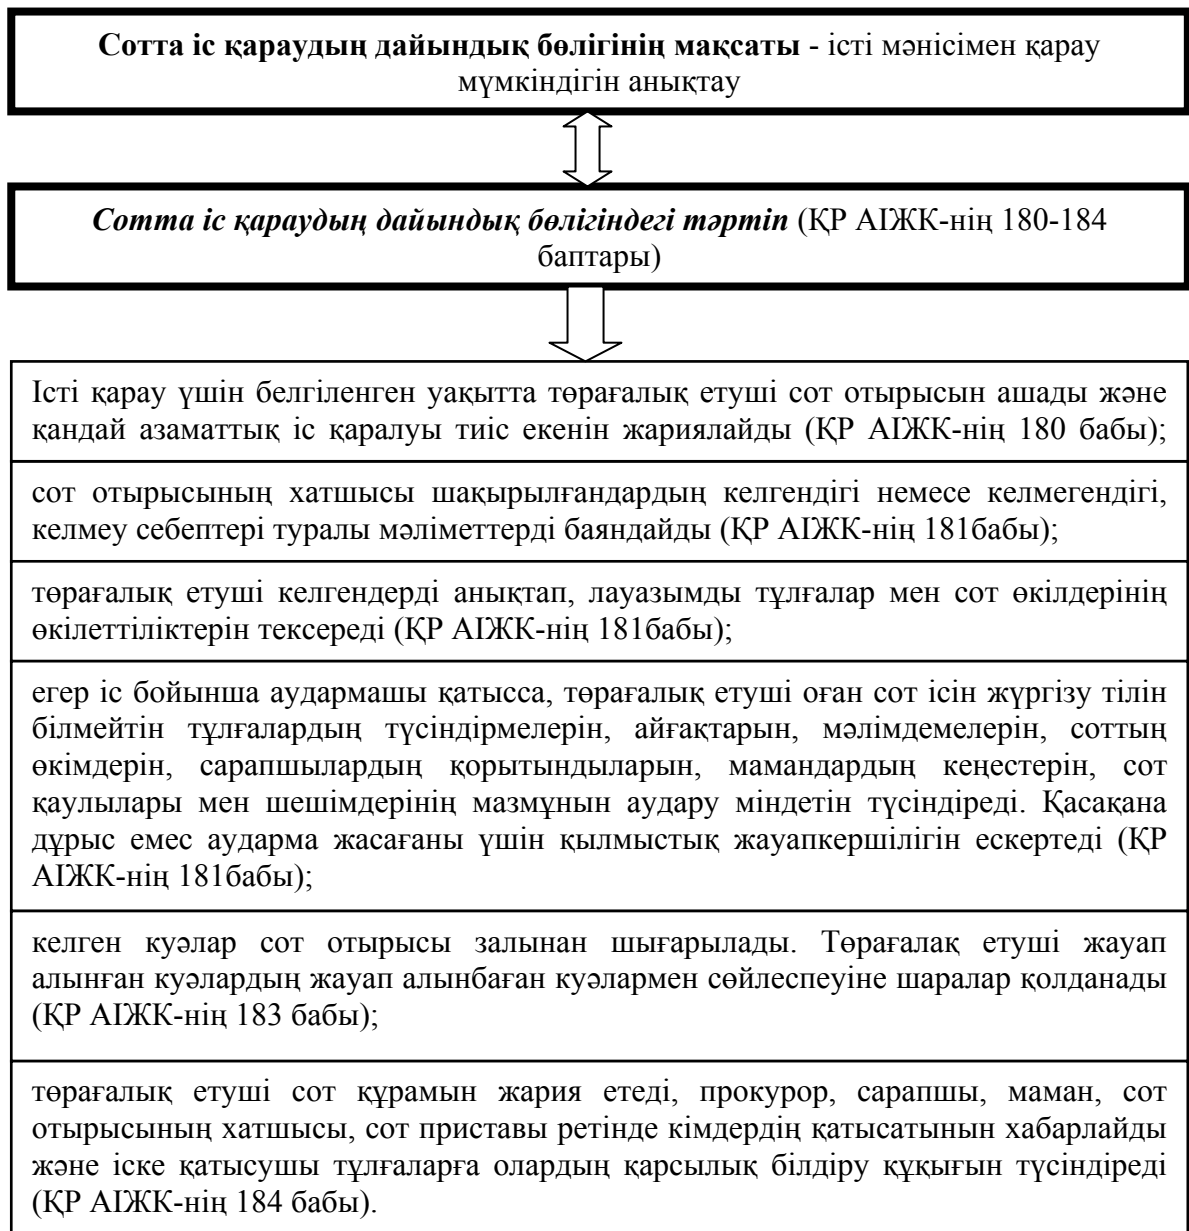 Сотта іс қараудың дайындық бөлігінің мақсаты - істі мәнісімен қарау
мүмкіндігін анықтау
Сотта іс қараудың дайындық бөлігіндегі тәртіп (ҚР АІЖК-нің 180-184
баптары)
Істі қарау үшін белгіленген уақытта төрағалық етуші сот отырысын ашады және
қандай азаматтық іс қаралуы тиіс екенін жариялайды (ҚР АІЖК-нің 180 бабы);
сот отырысының хатшысы шақырылғандардың келгендігі немесе келмегендігі,
келмеу себептері туралы мәліметтерді баяндайды (ҚР АІЖК-нің 181бабы);
төрағалық етуші келгендерді анықтап, лауазымды тұлғалар мен сот өкілдерінің
өкілеттіліктерін тексереді (ҚР АІЖК-нің 181бабы);
егер іс бойынша аудармашы қатысса, төрағалық етуші оған сот ісін жүргізу тілін
білмейтін тұлғалардың түсіндірмелерін, айғақтарын, мәлімдемелерін, соттың
өкімдерін, сарапшылардың қорытындыларын, мамандардың кеңестерін, сот
қаулылары мен шешімдерінің мазмұнын аудару міндетін түсіндіреді. Қасақана
дұрыс емес аударма жасағаны үшін қылмыстық жауапкершілігін ескертеді (ҚР
АІЖК-нің 181бабы);
келген куәлар сот отырысы залынан шығарылады. Төрағалақ етуші жауап
алынған куәлардың жауап алынбаған куәлармен сөйлеспеуіне шаралар қолданады
(ҚР АІЖК-нің 183 бабы);
төрағалық етуші сот құрамын жария етеді, прокурор, сарапшы, маман, сот
отырысының хатшысы, сот приставы ретінде кімдердің қатысатынын хабарлайды
және іске қатысушы тұлғаларға олардың қарсылық білдіру құқығын түсіндіреді
(ҚР АІЖК-нің 184 бабы).